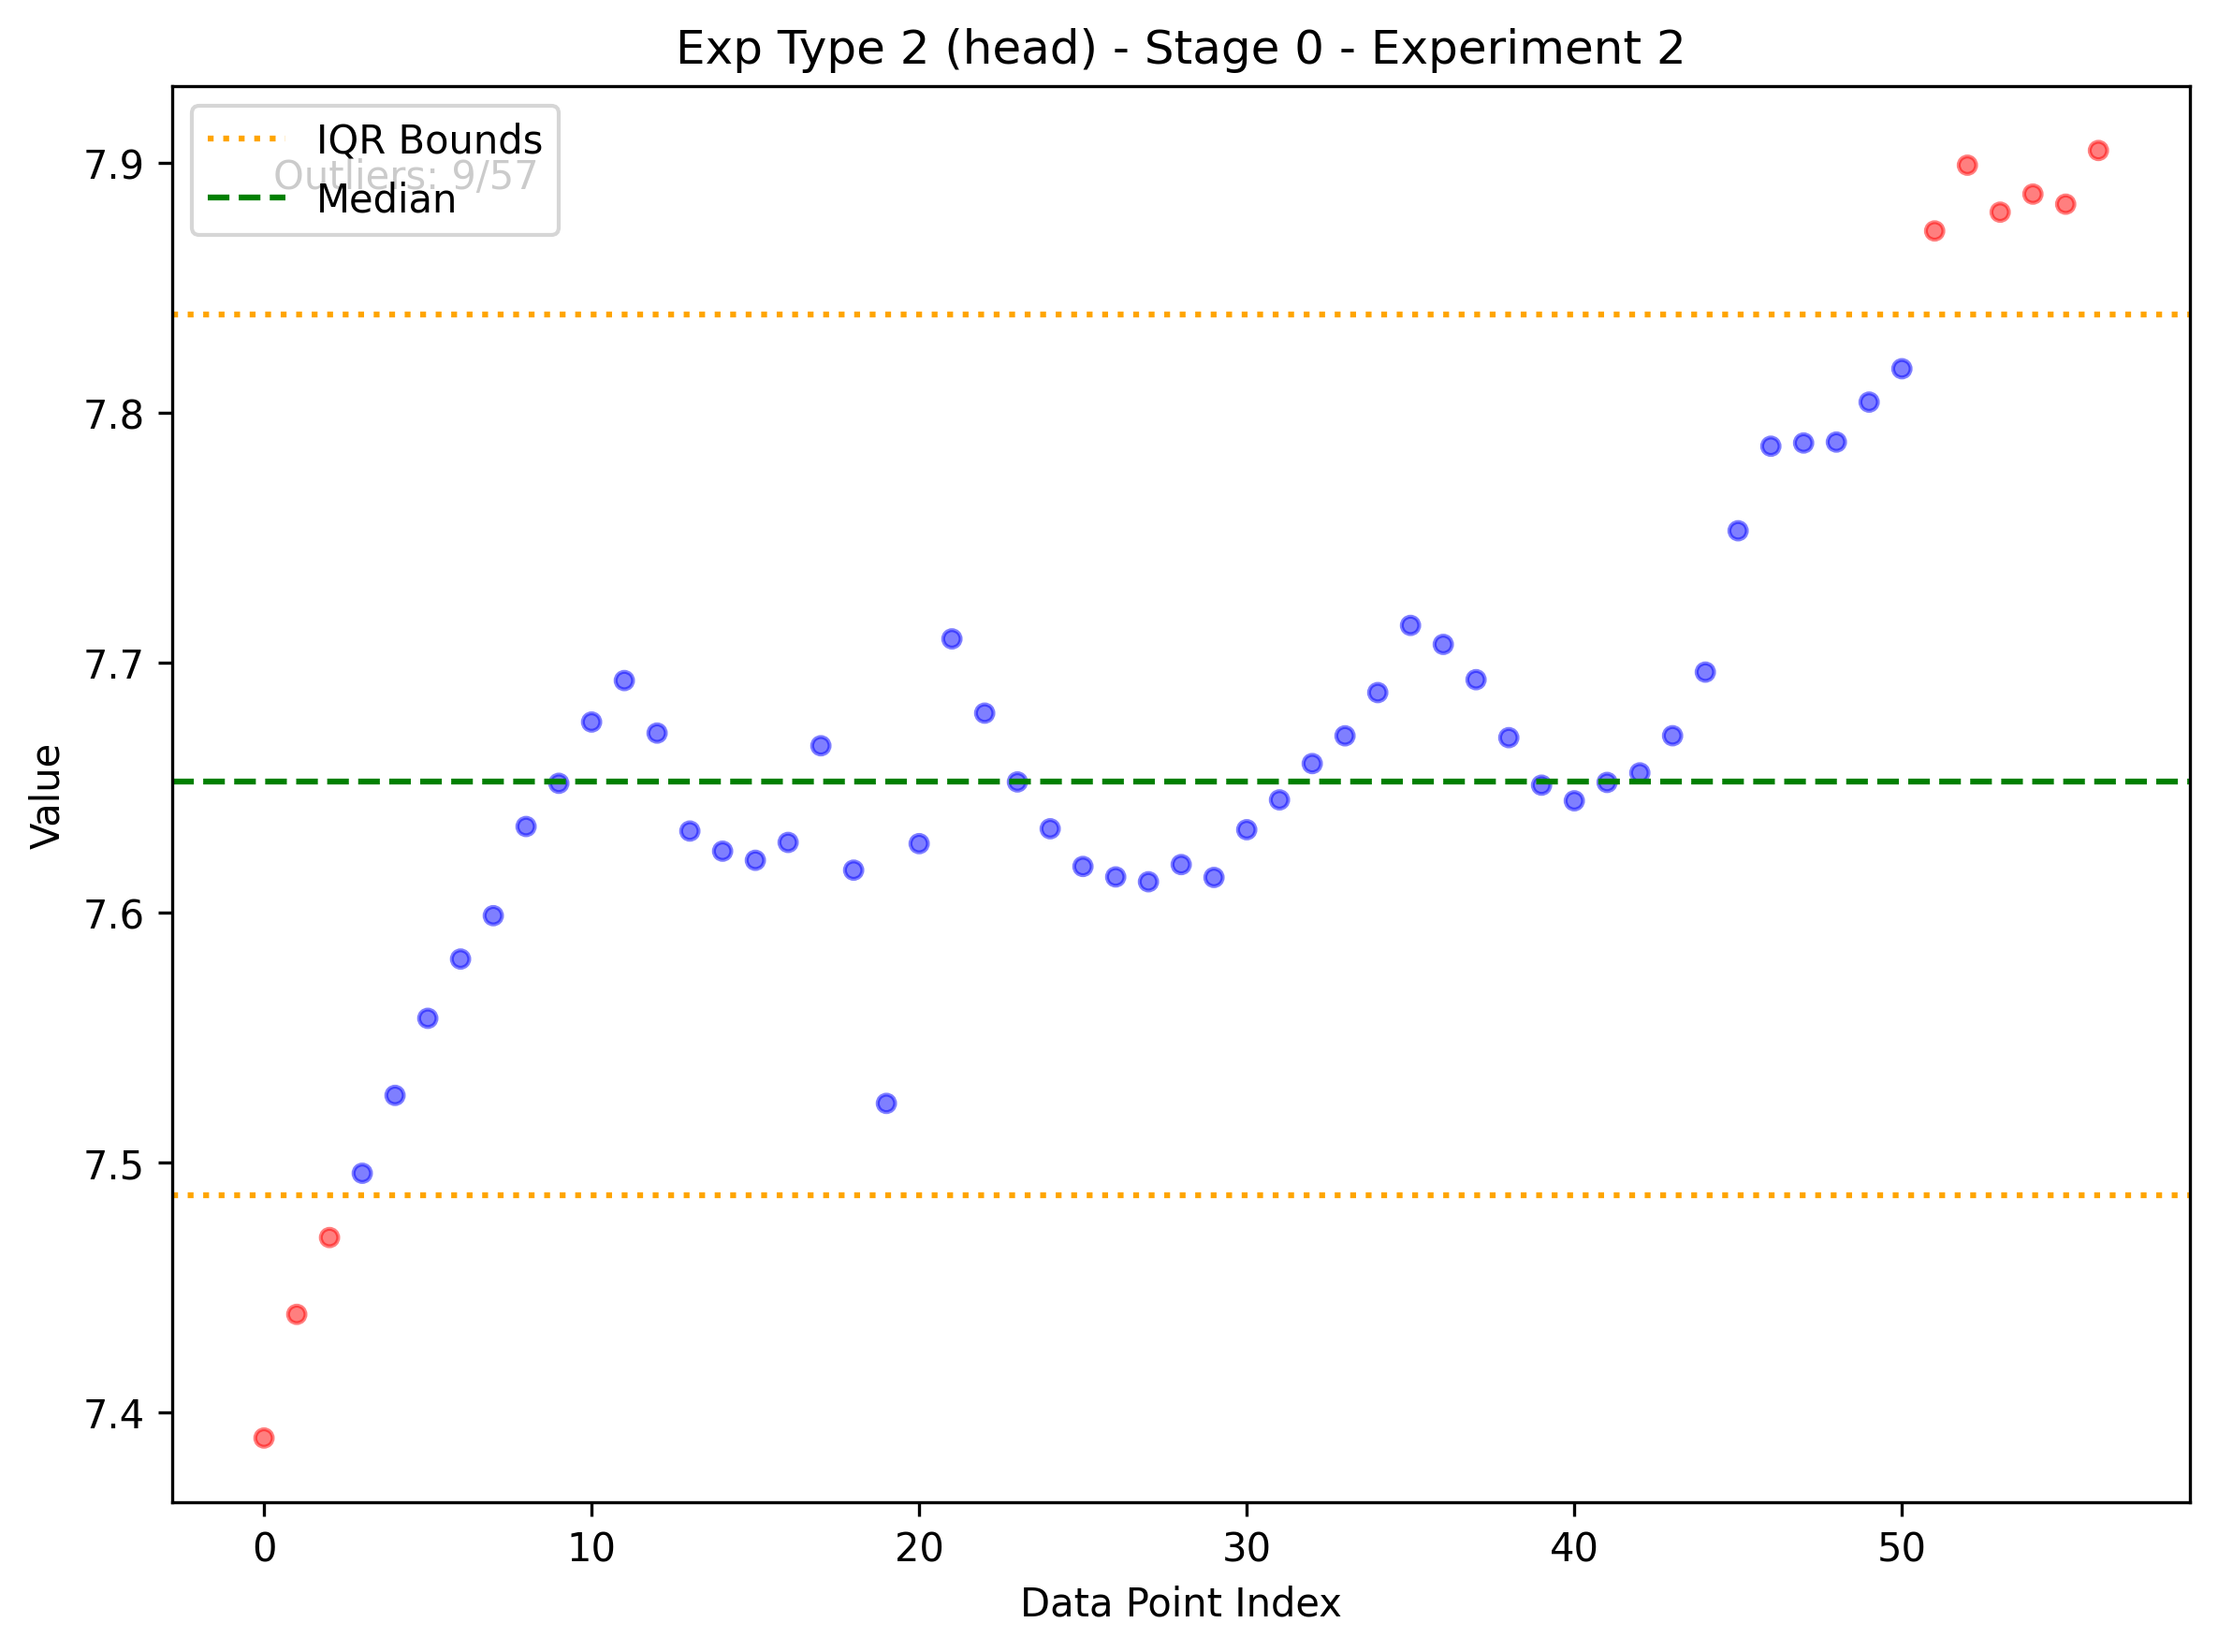 Exp Type 2 (head) - Stage 0 - Experiment 2
IQR Bounds
Outliers: 9/57
Median
7.9
7.8
7.7
7.6
7.5
7.4
Value
0 10 20 30 40 50
Data Point Index